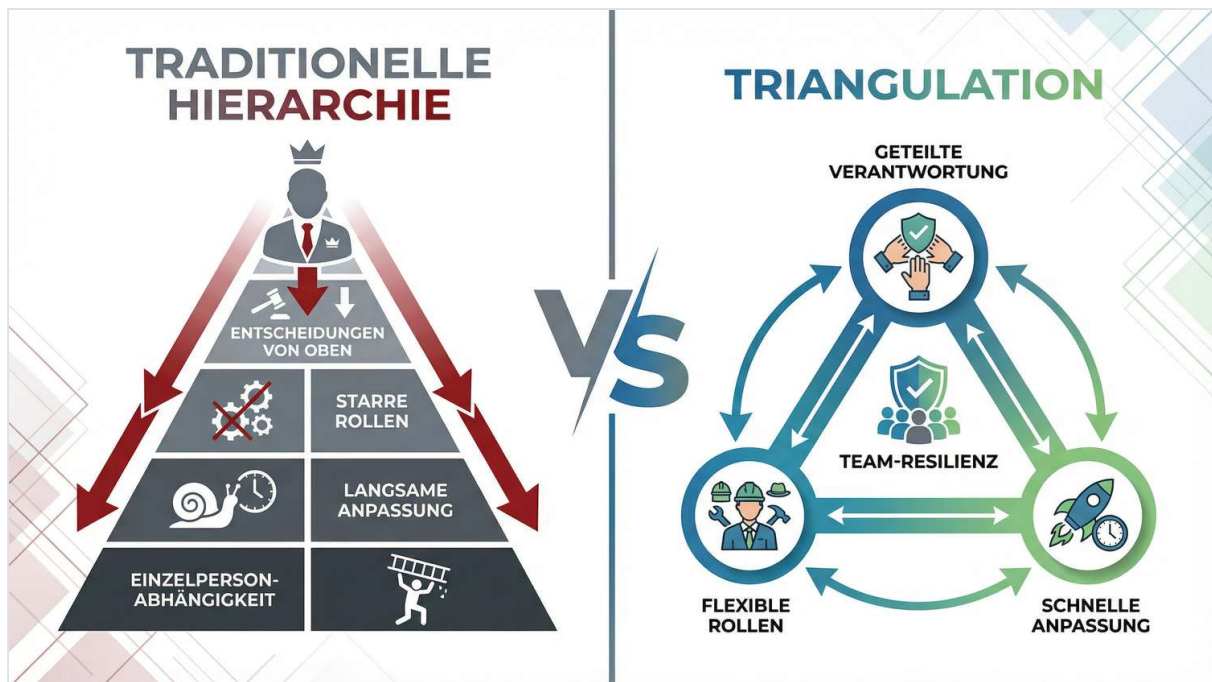 TRADITIONELLE
HIERARCHIE
ENTSCHEIDUNGEN
VON OBEN
STARRE
ROLLEN
LANGSAME
ANPASSUNG
EINZELPERSON-
ABHÄNGIGKEIT
VS
TRIANGULATION
GETEILTE
VERANTWORTUNG
TEAM-RESILIENZ
FLEXIBLE
ROLLEN
SCHNELLE
ANPASSUNG